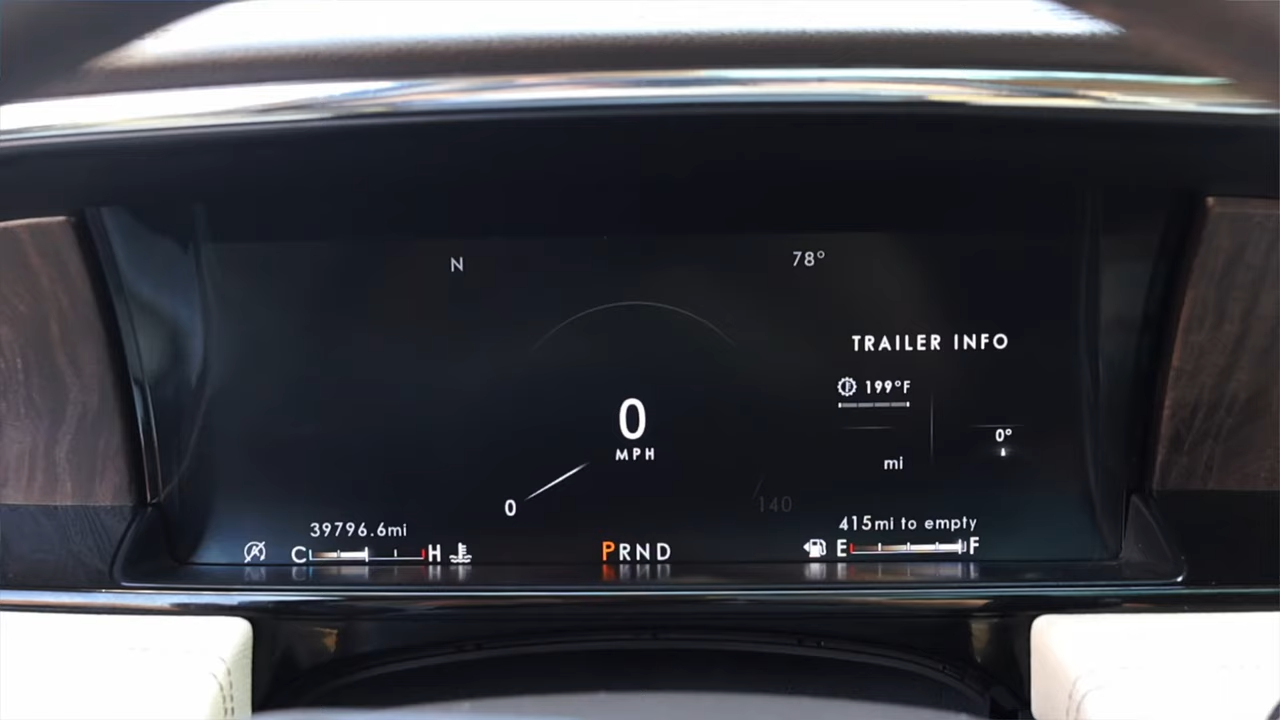 N
78°
TRAILER INFO
199°F
0
MPH
0°
mi
0
140
39796.6mi
415mi to empty
C H
PRND
E F